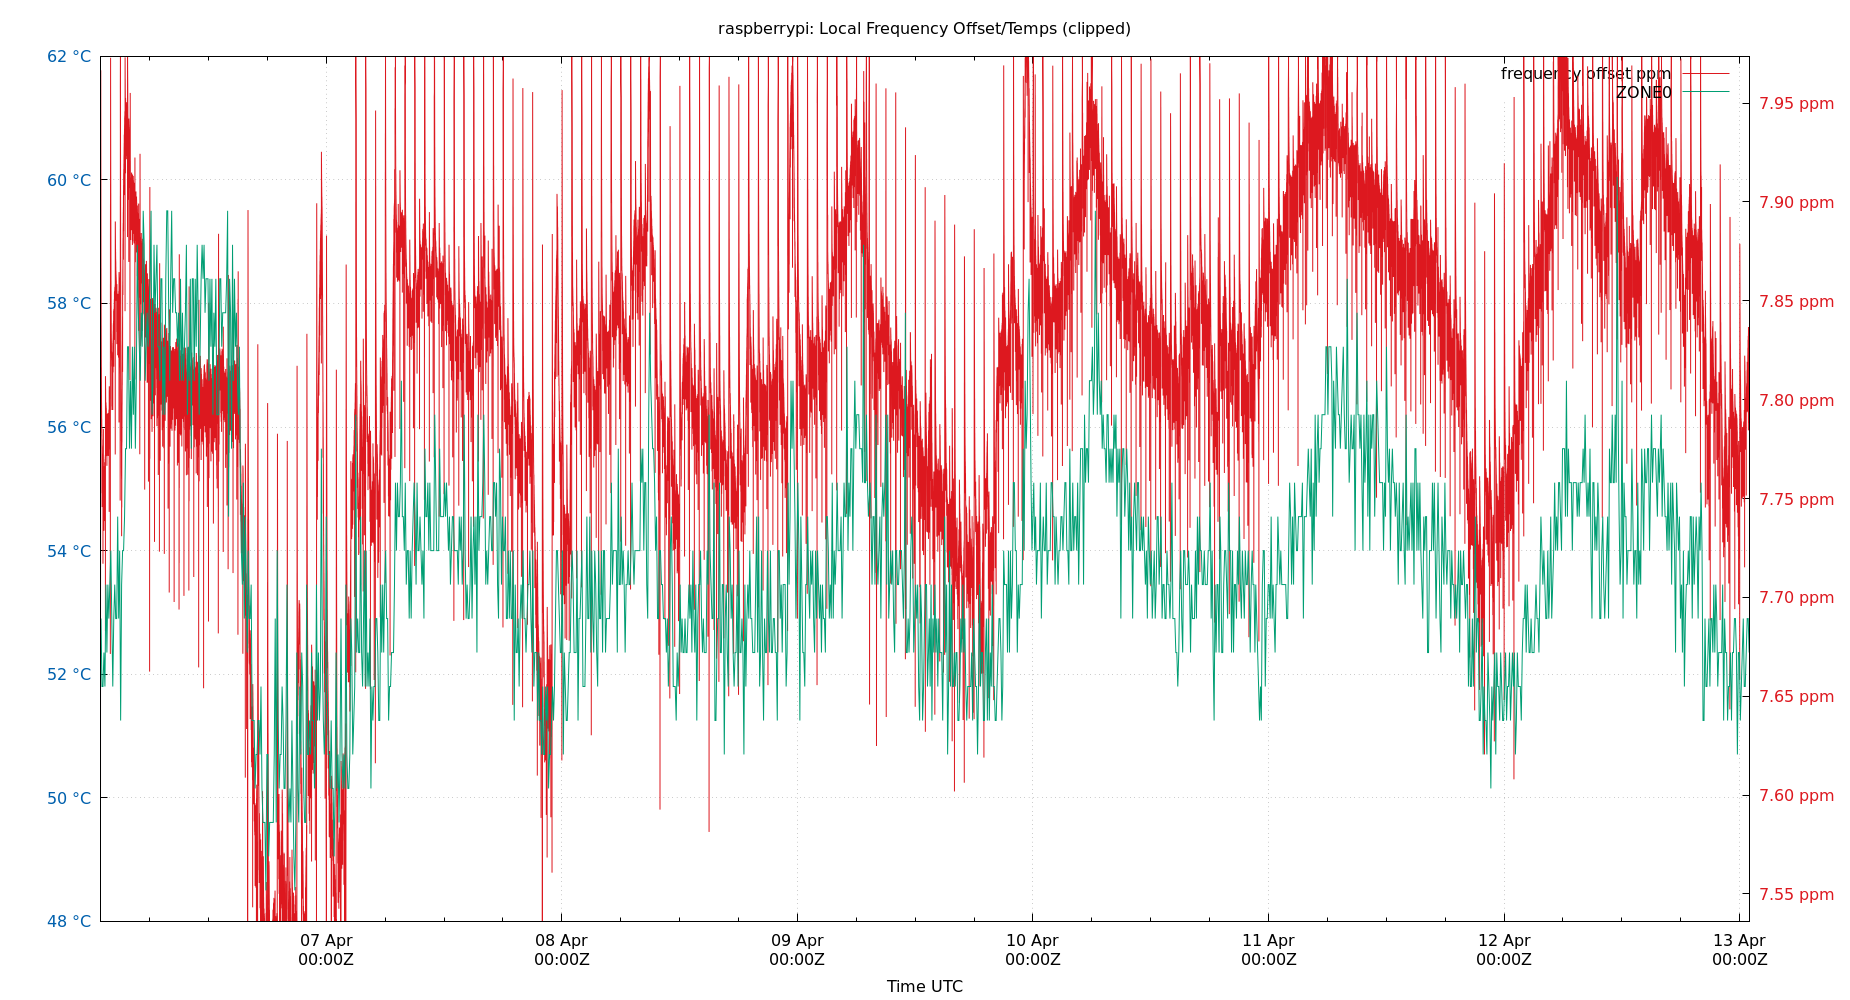 raspberrypi: Local Frequency Offset/Temps (clipped)
62 °C
60 °C
58 °C
56 °C
54 °C
52 °C
50 °C
48 °C
frequency offset ppm
ZONE0
7.95 ppm
7.90 ppm
7.85 ppm
7.80 ppm
7.75 ppm
7.70 ppm
7.65 ppm
7.60 ppm
7.55 ppm
07 Apr
00:00Z
08 Apr
00:00Z
09 Apr
00:00Z
10 Apr
00:00Z
11 Apr
00:00Z
12 Apr
00:00Z
13 Apr
00:00Z
Time UTC